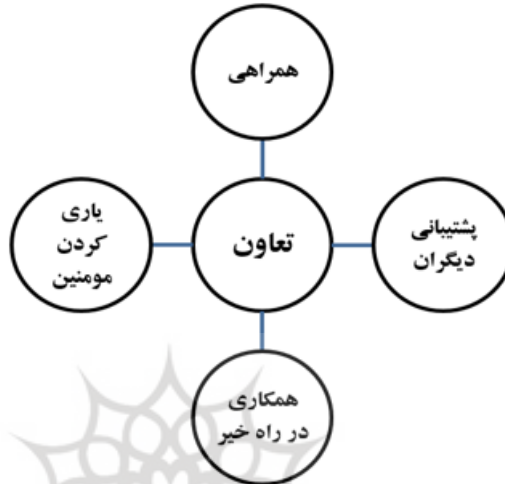 همراهی
پشتیبانی
دیگران
تعاون
یاری
کردن
مومنین
همکاری
در راه خیر